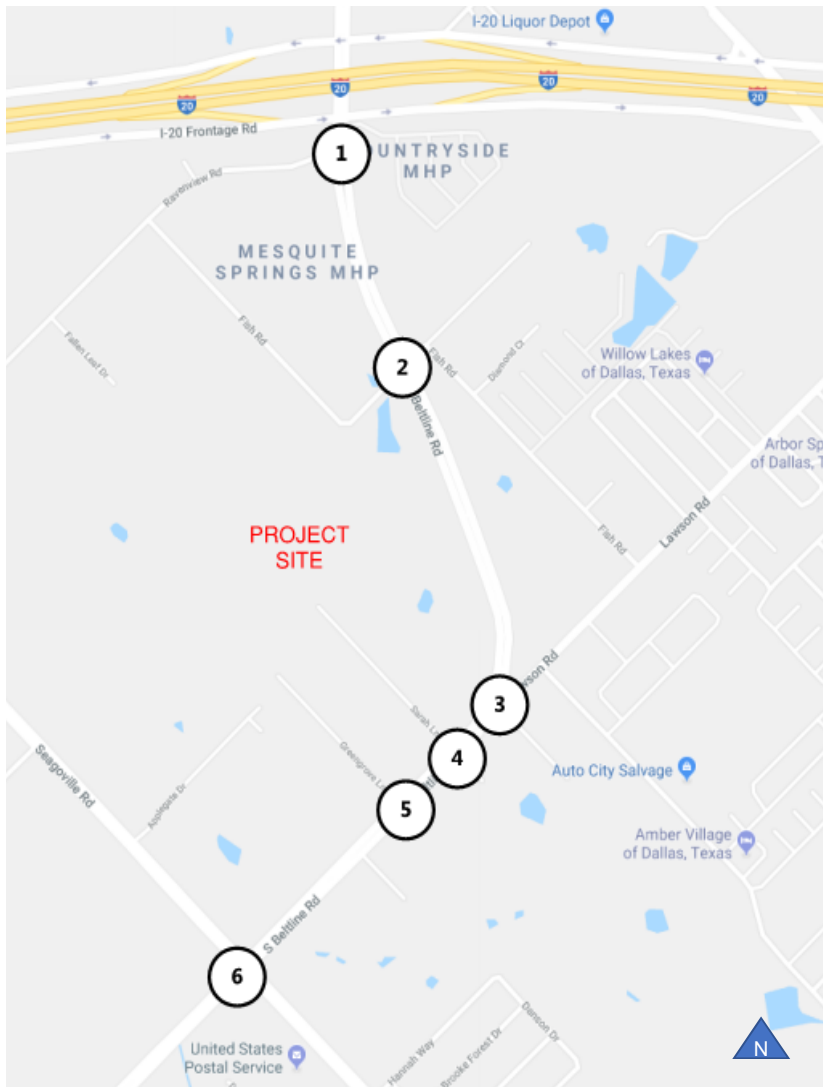 I-20 Liquor Depot
20
20
20
20
I-20 Frontage Rd
1
UNTRYSIDE
MHP
Ravenview Rd
MESQUITE
SPRINGS MHP
Fish Rd
Fallen Leaf Dr
2
Fish Rd
Diamond Ct
Willow Lakes
of Dallas, Texas
Beltline Rd
Arbor Sp
of Dallas, T
Lawson Rd
PROJECT
SITE
Fish Rd
wson Rd
3
Sarah L
4
Greengrove L
Seagoville Rd
Applegate Dr
5
Auto City Salvage
Amber Village
of Dallas, Texas
S Beltline Rd
6
United States
Postal Service
Hannah Way
Brooke Forest Dr
Danson Dr
N